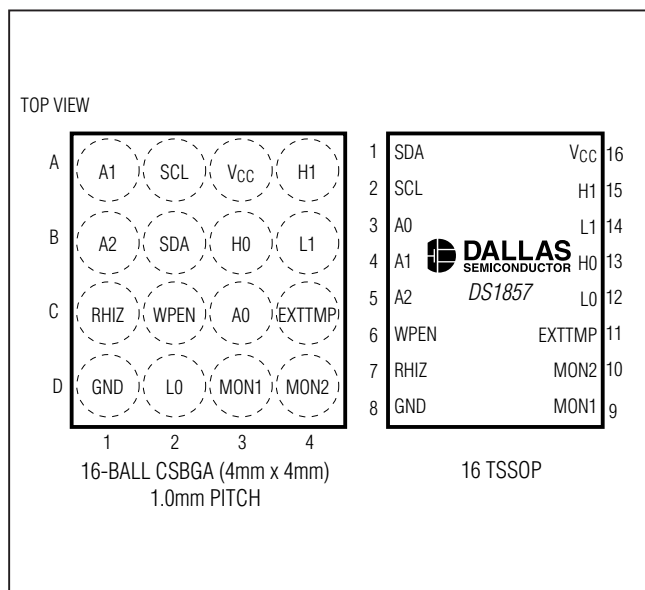 TOP VIEW
A A1 SCL VCC H1
B A2 SDA H0 L1
C RHIZ WPEN A0 EXTTMP
D GND L0 MON1 MON2
1 2 3 4
16-BALL CSBGA (4mm x 4mm)
1.0mm PITCH
1 SDA VCC 16
2 SCL H1 15
3 A0 L1 14
4 A1 H0 13
5 A2 L0 12
6 WPEN EXTTMP 11
7 RHIZ MON2 10
8 GND MON1 9
DALLAS
SEMICONDUCTOR
DS1857
16 TSSOP